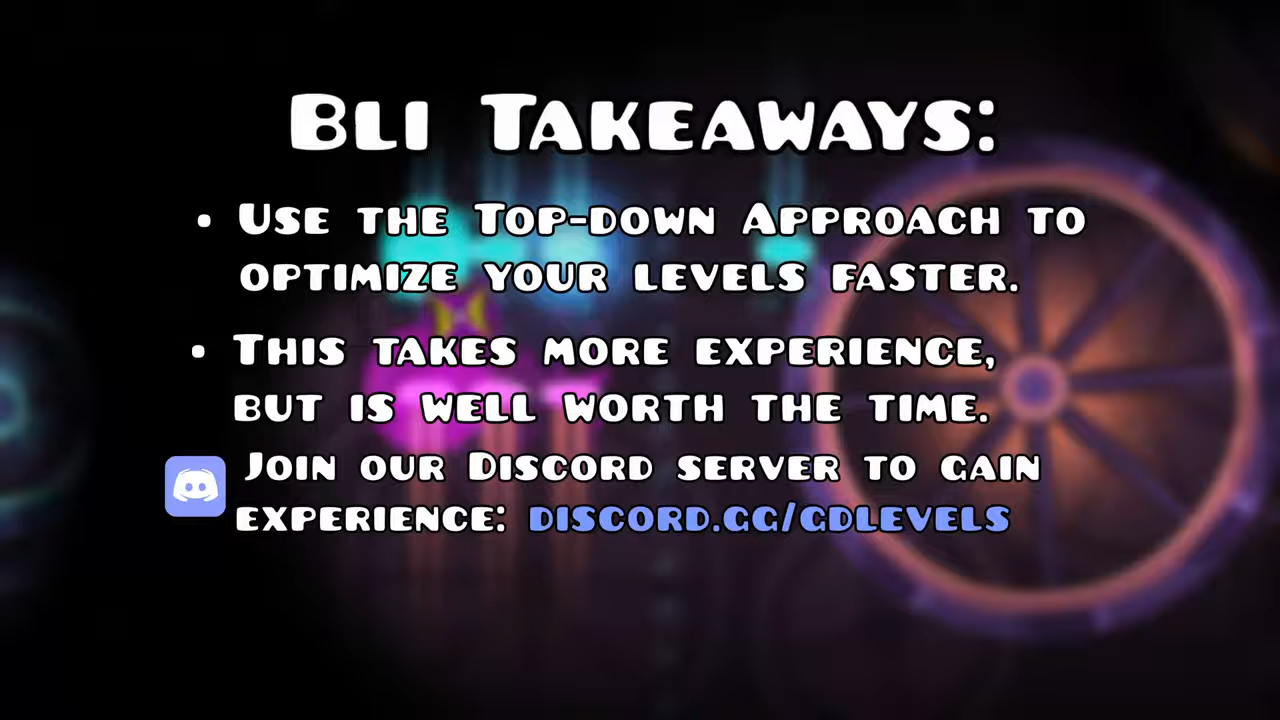 Bli Takeaways:
• Use the Top-down Approach to
optimize your levels faster.
• This takes more experience,
but is well worth the time.
Join our Discord server to gain
experience: discord.gg/gdlevels